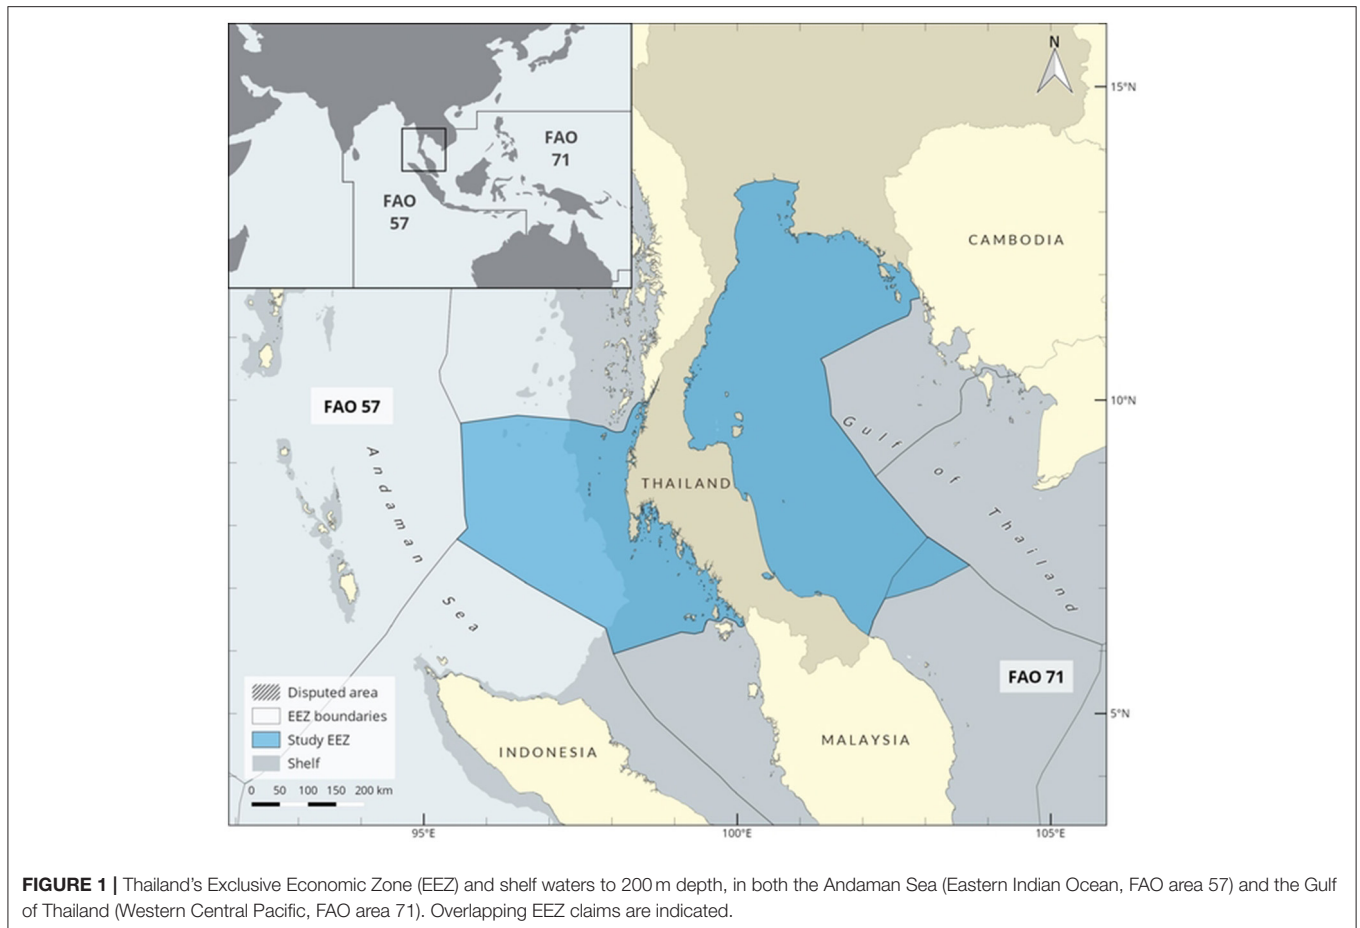 FAO
71
FAO
57
N
15°N
CAMBODIA
FAO 57
10°N
Andaman
Sea
Gulf of Thailand
THAILAND
FAO 71
Disputed area
EEZ boundaries
Study EEZ
Shelf
0 50 100 150 200 km
INDONESIA
MALAYSIA
5°N
95°E 100°E 105°E
FIGURE 1 | Thailand's Exclusive Economic Zone (EEZ) and shelf waters to 200 m depth, in both the Andaman Sea (Eastern Indian Ocean, FAO area 57) and the Gulf
of Thailand (Western Central Pacific, FAO area 71). Overlapping EEZ claims are indicated.